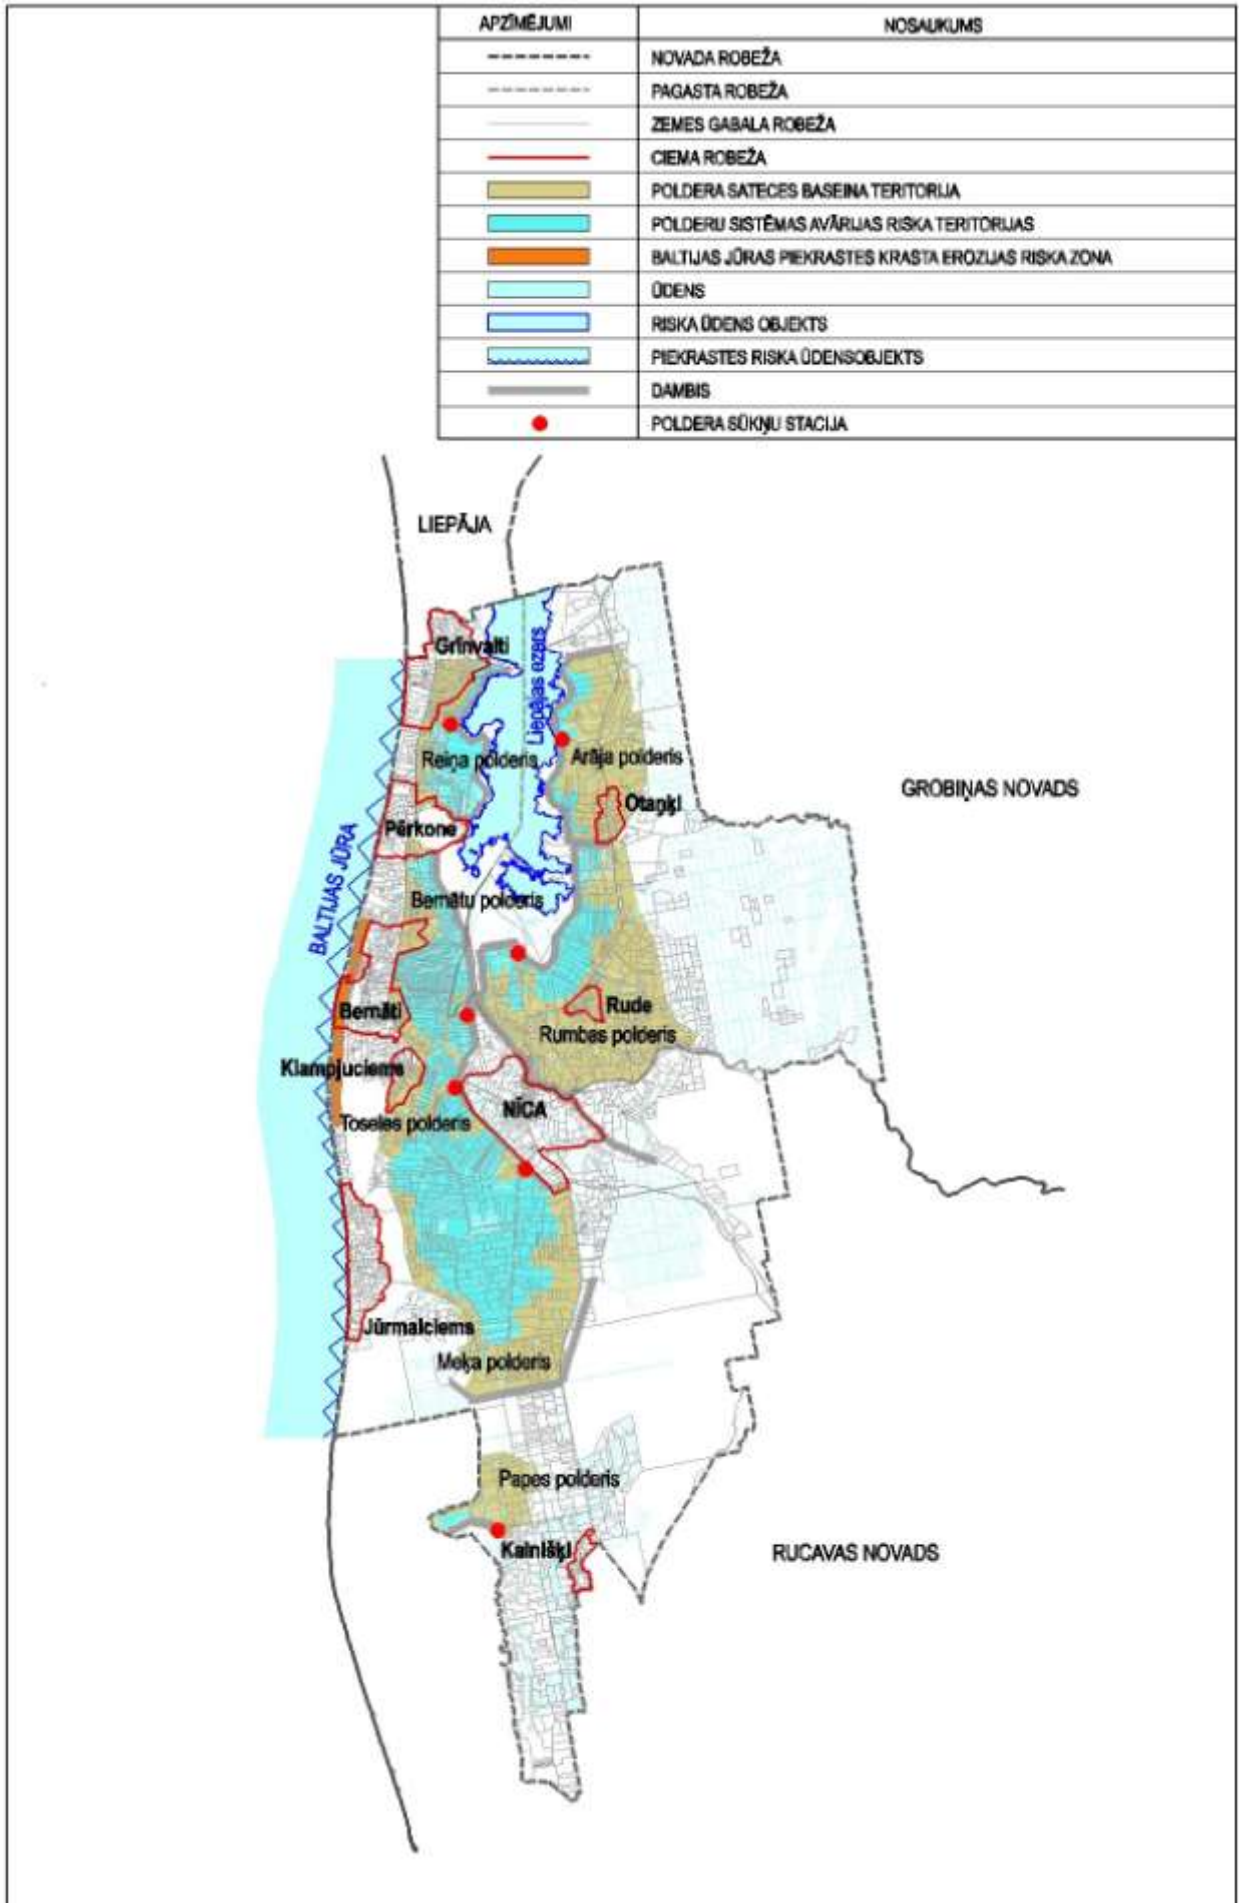 APZĪMĒJUMI
NOSAUKUMS
NOVADA ROBEŽA
PAGASTA ROBEŽA
ZEMES GABALA ROBEŽA
CIEMA ROBEŽA
POLDERA SATECES BASEINA TERITORIJA
POLDERU SISTĒMAS AVĀRIJAS RISKA TERITORIJAS
BALTIJAS JŪRAS PIEKRASTES KRASTA EROZIJAS RISKA ZONA
ŪDENS
RISKA ŪDENS OBJEKTS
PIEKRASTES RISKA ŪDENSOBJEKTS
DAMBIS
POLDERA SŪKŅU STACIJA
LIEPĀJA
Grīnvalti
Liepājas ezers
Reiņa polderis
Arāja polderis
GROBIŅAS NOVADS
Otaņķi
Pērkone
BALTIJAS JŪRA
Bernātu polderis
Bernāti
Rude
Rumbas polderis
Klampjuciems
NĪCA
Toseles polderis
Jūrmalciems
Meķa polderis
Papes polderis
Kalnišķi
RUCAVAS NOVADS